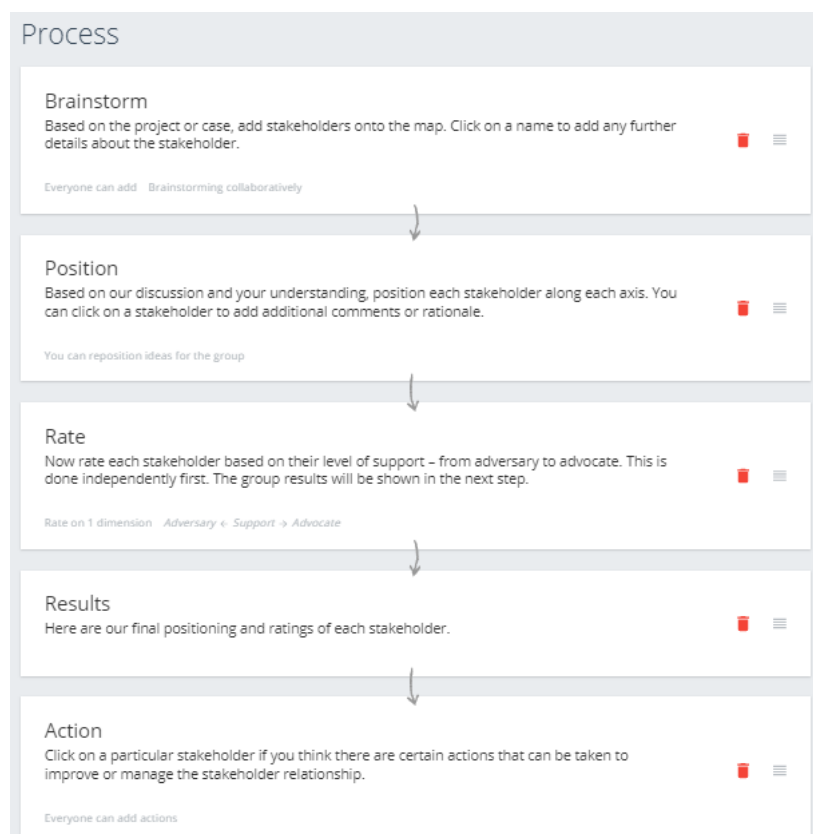 Process
Brainstorm
Based on the project or case, add stakeholders onto the map. Click on a name to add any further
details about the stakeholder.
Everyone can add Brainstorming collaboratively
Position
Based on our discussion and your understanding, position each stakeholder along each axis. You
can click on a stakeholder to add additional comments or rationale.
You can reposition ideas for the group
Rate
Now rate each stakeholder based on their level of support – from adversary to advocate. This is
done independently first. The group results will be shown in the next step.
Rate on 1 dimension Adversary ← Support → Advocate
Results
Here are our final positioning and ratings of each stakeholder.
Action
Click on a particular stakeholder if you think there are certain actions that can be taken to
improve or manage the stakeholder relationship.
Everyone can add actions